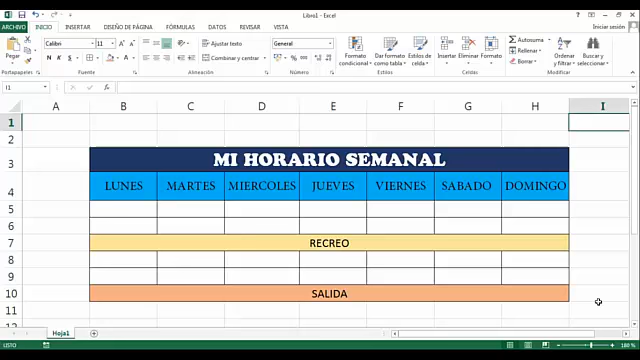 Libro1 - Excel
ARCHIVO INICIO INSERTAR DISEÑO DE PÁGINA FÓRMULAS DATOS REVISAR VISTA Iniciar sesión
Calibri 11 Ajustar texto General Autosuma
Pegar N K S Combinar y centrar Formato condicional Dar formato como tabla Estilos de celda Insertar Eliminar Formato Rellenar Borrar Ordenar y filtrar Buscar y seleccionar
Portapapeles Fuente Alineación Número Estilos Celdas Modificar
I1 fx
A B C D E F G H I
1
2
3 MI HORARIO SEMANAL
4 LUNES MARTES MIERCOLES JUEVES VIERNES SABADO DOMINGO
5
6
7 RECREO
8
9
10 SALIDA
11
12
Hoja1
LISTO 180 %